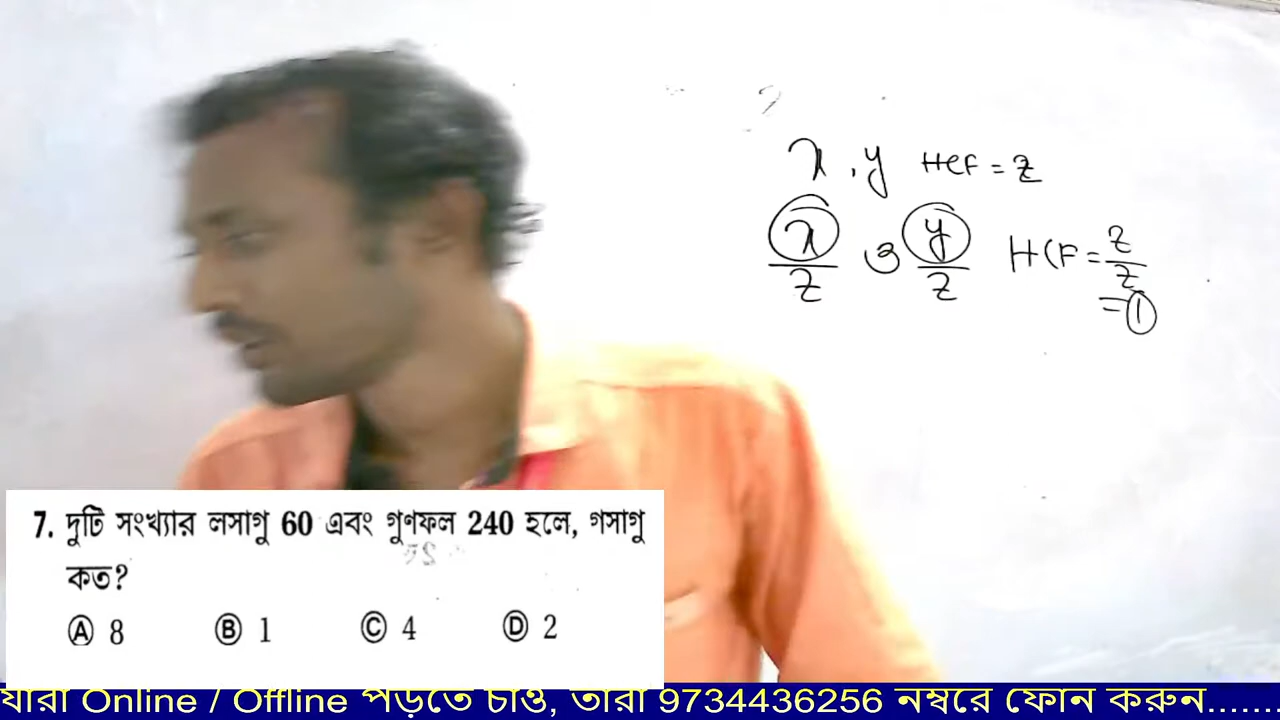 x, y HCF = z
x/z ও y/z HCF = z/z
= 1
7. দুটি সংখ্যার লসাগু 60 এবং গুণফল 240 হলে, গসাগু
কত?
Ⓐ 8 Ⓑ 1 Ⓒ 4 Ⓓ 2
যারা Online / Offline পড়তে চাও, তারা 9734436256 নম্বরে ফোন করুন.......